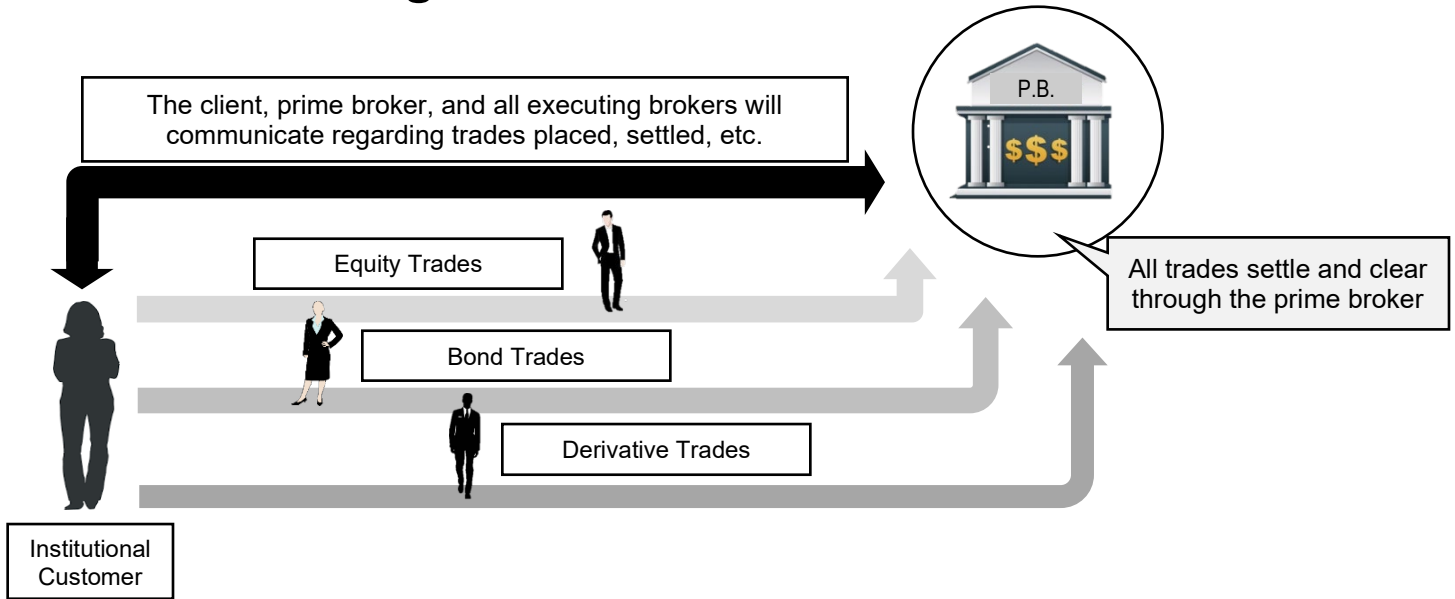 The client, prime broker, and all executing brokers will
communicate regarding trades placed, settled, etc.
P.B.
$$$
Equity Trades
All trades settle and clear
through the prime broker
Bond Trades
Derivative Trades
Institutional
Customer